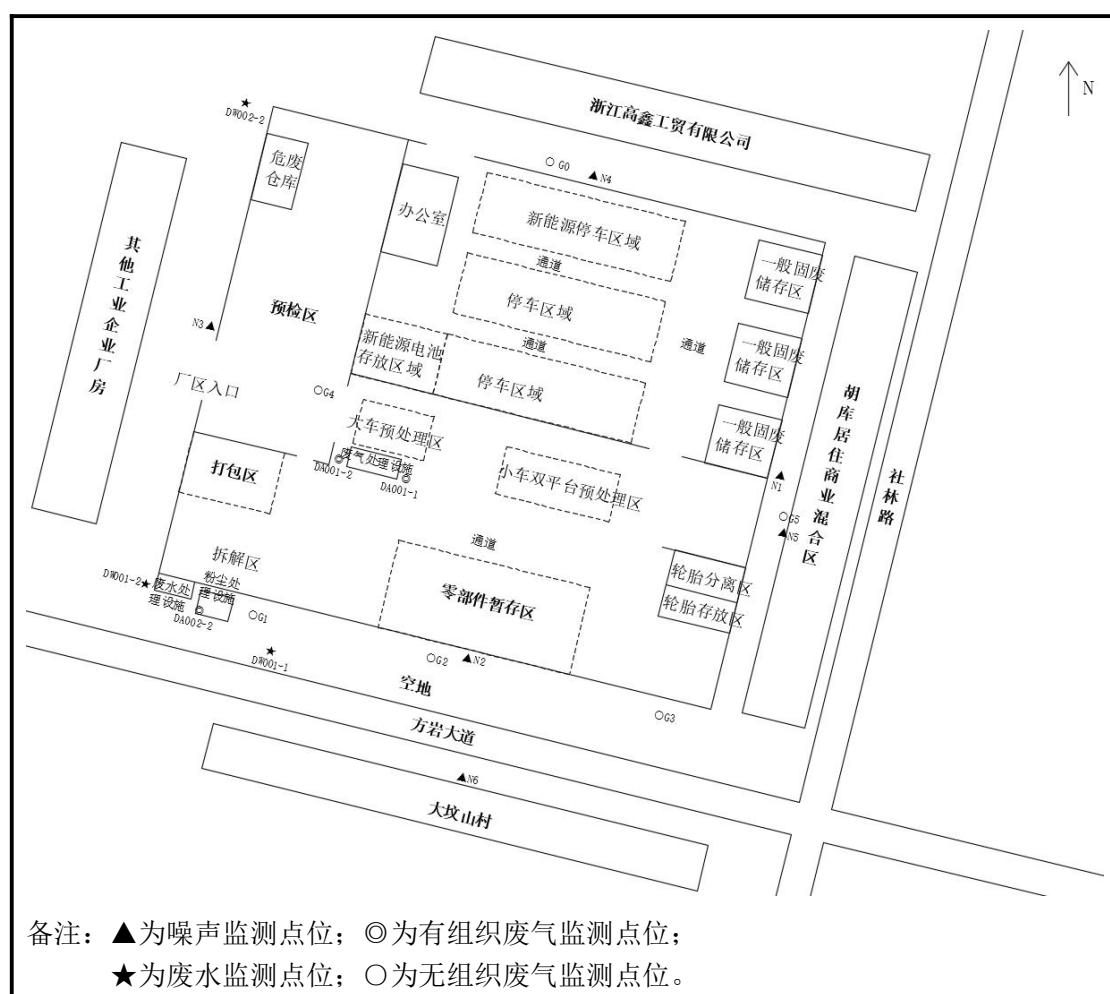 N
浙江高鑫工贸有限公司
DW002-2
危废
仓库
G0
N4
办公室
新能源停车区域
通道
停车区域
一般固废
储存区
其他工业企业厂房
预检区
N3
通道
通道
一般固废
储存区
新能源电池
存放区域
停车区域
厂区入口
G4
大车预处理区
一般固废
储存区
胡库居住商业混合区
社林路
废气处理设施
DA001-2
DA001-1
打包区
小车双平台预处理区
N1
G5
N5
通道
拆解区
轮胎分离区
轮胎存放区
DW001-2
废水处
理设施
粉尘处
理设施
DA002-2
G1
零部件暂存区
DW001-1
G2
N2
空地
G3
方岩大道
N6
大坟山村
备注：▲为噪声监测点位；◎为有组织废气监测点位；
★为废水监测点位；○为无组织废气监测点位。